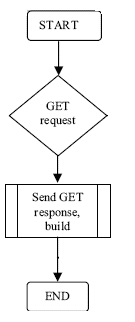 START
GET
request
Send GET
response,
build
END